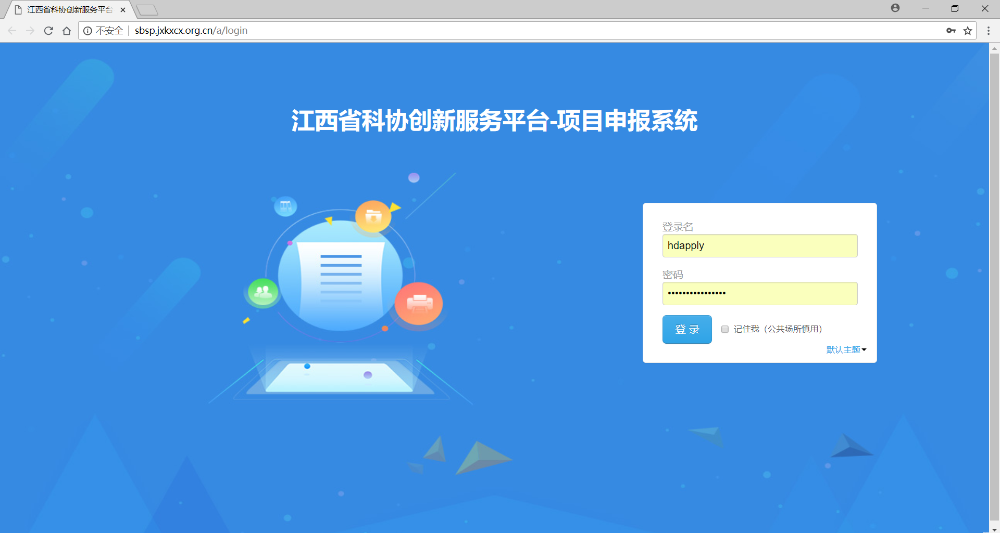 江西省科协创新服务平台
不安全
sbsp.jxkxcx.org.cn/a/login
江西省科协创新服务平台-项目申报系统
登录名
hdapply
密码
••••••••••••••••
登 录
记住我（公共场所慎用）
默认主题